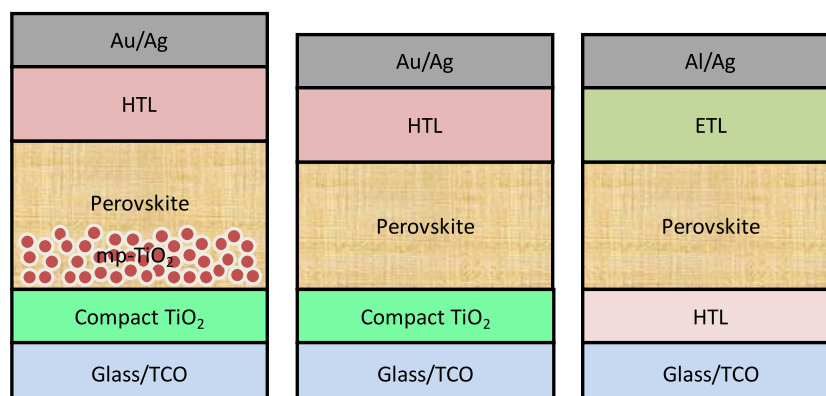 Au/Ag
HTL
Perovskite
mp-TiO₂
Compact TiO₂
Glass/TCO
Au/Ag
HTL
Perovskite
Compact TiO₂
Glass/TCO
Al/Ag
ETL
Perovskite
HTL
Glass/TCO